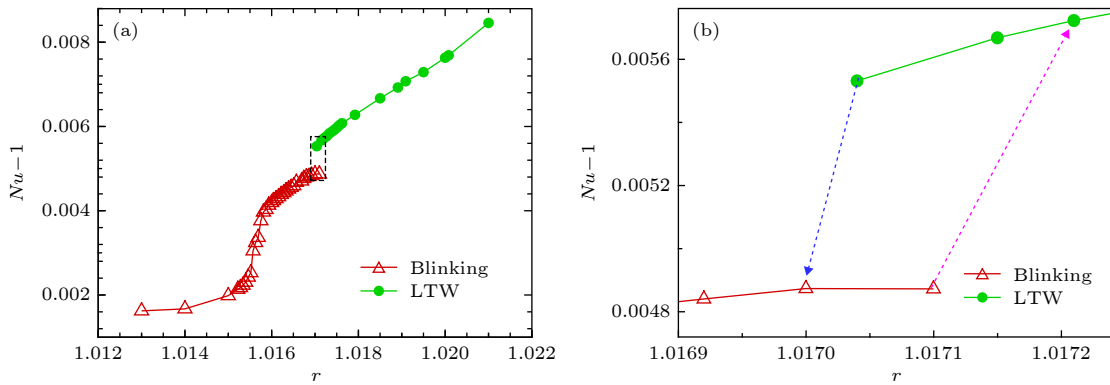 (a)
0.008
0.006
0.004
0.002
Nu−1
1.012 1.014 1.016 1.018 1.020 1.022
r
Blinking
LTW
(b)
0.0056
0.0052
0.0048
Nu−1
1.0169 1.0170 1.0171 1.0172
r
Blinking
LTW